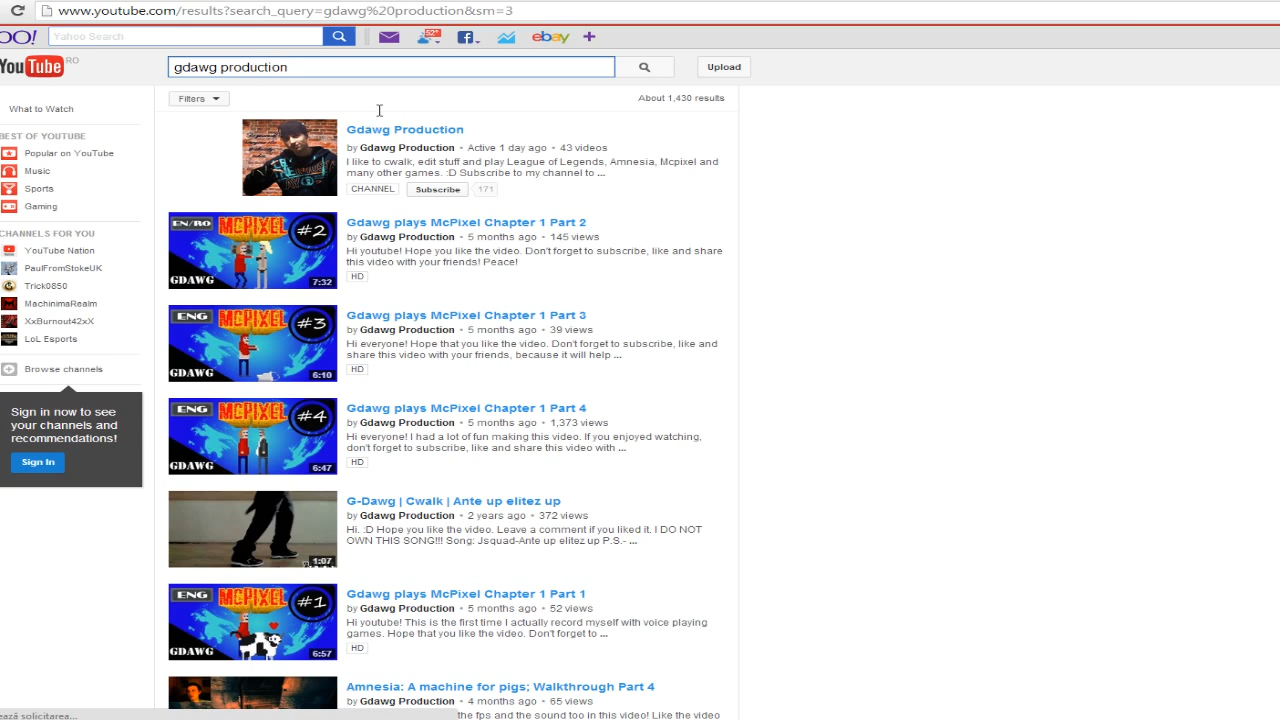 www.youtube.com/results?search_query=gdawg%20production&sm=3
OO! Yahoo Search 52+ ebay
YouTube RO gdawg production Upload
What to Watch
BEST OF YOUTUBE
Popular on YouTube
Music
Sports
Gaming
CHANNELS FOR YOU
YouTube Nation
PaulFromStokeUK
Trick0850
MachinimaRealm
XxBurnout42xX
LoL Esports
Browse channels
Sign in now to see
your channels and
recommendations!
Sign In
Filters About 1,430 results
Gdawg Production
by Gdawg Production • Active 1 day ago • 43 videos
I like to cwalk, edit stuff and play League of Legends, Amnesia, Mcpixel and
many other games. :D Subscribe to my channel to ...
CHANNEL Subscribe 171
EN/RO MCPIXEL #2
GDAWG 7:32
Gdawg plays McPixel Chapter 1 Part 2
by Gdawg Production • 5 months ago • 145 views
Hi youtube! Hope you like the video. Don't forget to subscribe, like and share
this video with your friends! Peace!
HD
ENG MCPIXEL #3
GDAWG 6:10
Gdawg plays McPixel Chapter 1 Part 3
by Gdawg Production • 5 months ago • 39 views
Hi everyone! Hope that you like the video. Don't forget to subscribe, like and
share this video with your friends, because it will help ...
HD
ENG MCPIXEL #4
GDAWG 6:47
Gdawg plays McPixel Chapter 1 Part 4
by Gdawg Production • 5 months ago • 1,373 views
Hi everyone! I had a lot of fun making this video. If you enjoyed watching,
don't forget to subscribe, like and share this video with ...
HD
1:07
G-Dawg | Cwalk | Ante up elitez up
by Gdawg Production • 2 years ago • 372 views
Hi. :D Hope you like the video. Leave a comment if you liked it. I DO NOT
OWN THIS SONG!!! Song: Jsquad-Ante up elitez up P.S.- ...
ENG MCPIXEL #1
GDAWG 6:57
Gdawg plays McPixel Chapter 1 Part 1
by Gdawg Production • 5 months ago • 52 views
Hi youtube! This is the first time I actually record myself with voice playing
games. Hope that you like the video. Don't forget to ...
HD
Amnesia: A machine for pigs; Walkthrough Part 4
by Gdawg Production • 4 months ago • 65 views
the fps and the sound too in this video! Like the video
ează solicitarea...